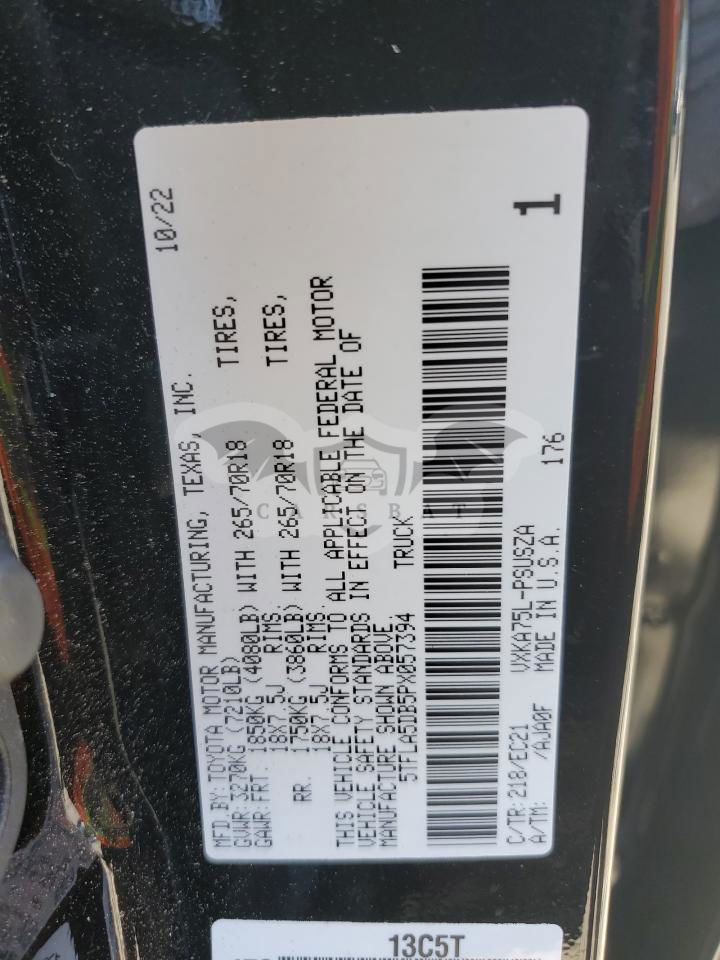 MFD.BY: TOYOTA MOTOR MANUFACTURING, TEXAS, INC. 10/22
GVWR: 3270KG (7210LB)
GAWR: FRT 1850KG (4080LB) WITH 265/70R18 TIRES,
18X7.5J RIMS.
RR. 1750KG (3860LB) WITH 265/70R18 TIRES,
18X7.5J RIMS.
THIS VEHICLE CONFORMS TO ALL APPLICABLE FEDERAL MOTOR
VEHICLE SAFETY STANDARDS IN EFFECT ON THE DATE OF
MANUFACTURE SHOWN ABOVE.
5TFLA5DB5PX057394 TRUCK
C/TR: 218/EC21 VXKA75L-PSUSZA
A/TM: /AJA0F MADE IN U.S.A. 176
1
CARSBAT
13C5T